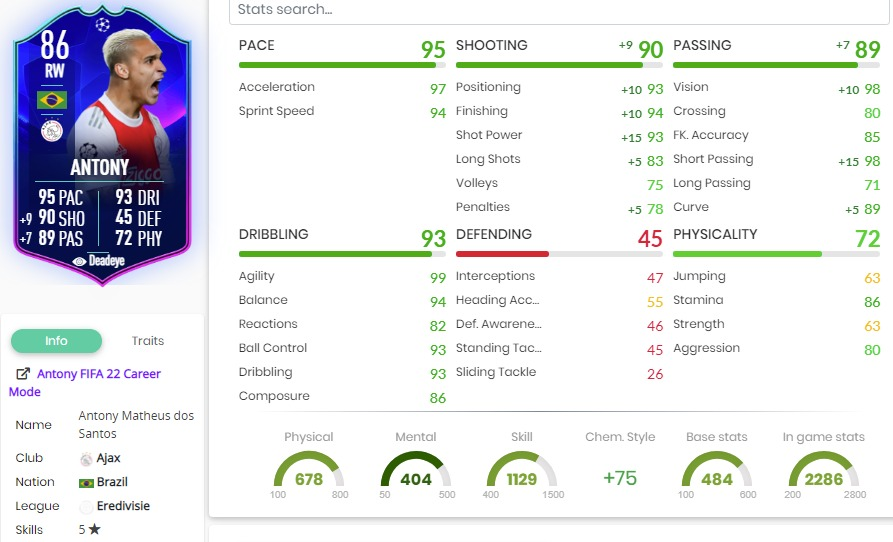 86
RW
ANTONY
95 PAC 93 DRI
+9 90 SHO 45 DEF
+7 89 PAS 72 PHY
Deadeye
Info Traits
Antony FIFA 22 Career
Mode
Name Antony Matheus dos
Santos
Club Ajax
Nation Brazil
League Eredivisie
Skills 5 ★
Stats search...
PACE 95
Acceleration 97
Sprint Speed 94
SHOOTING +9 90
Positioning +10 93
Finishing +10 94
Shot Power +15 93
Long Shots +5 83
Volleys 75
Penalties +5 78
PASSING +7 89
Vision +10 98
Crossing 80
FK. Accuracy 85
Short Passing +15 98
Long Passing 71
Curve +5 89
DRIBBLING 93
Agility 99
Balance 94
Reactions 82
Ball Control 93
Dribbling 93
Composure 86
DEFENDING 45
Interceptions 47
Heading Acc... 55
Def. Awarene... 46
Standing Tac... 45
Sliding Tackle 26
PHYSICALITY 72
Jumping 63
Stamina 86
Strength 63
Aggression 80
Physical
678
100 800
Mental
404
50 500
Skill
1129
400 1500
Chem. Style
+75
Base stats
484
100 600
In game stats
2286
200 2800